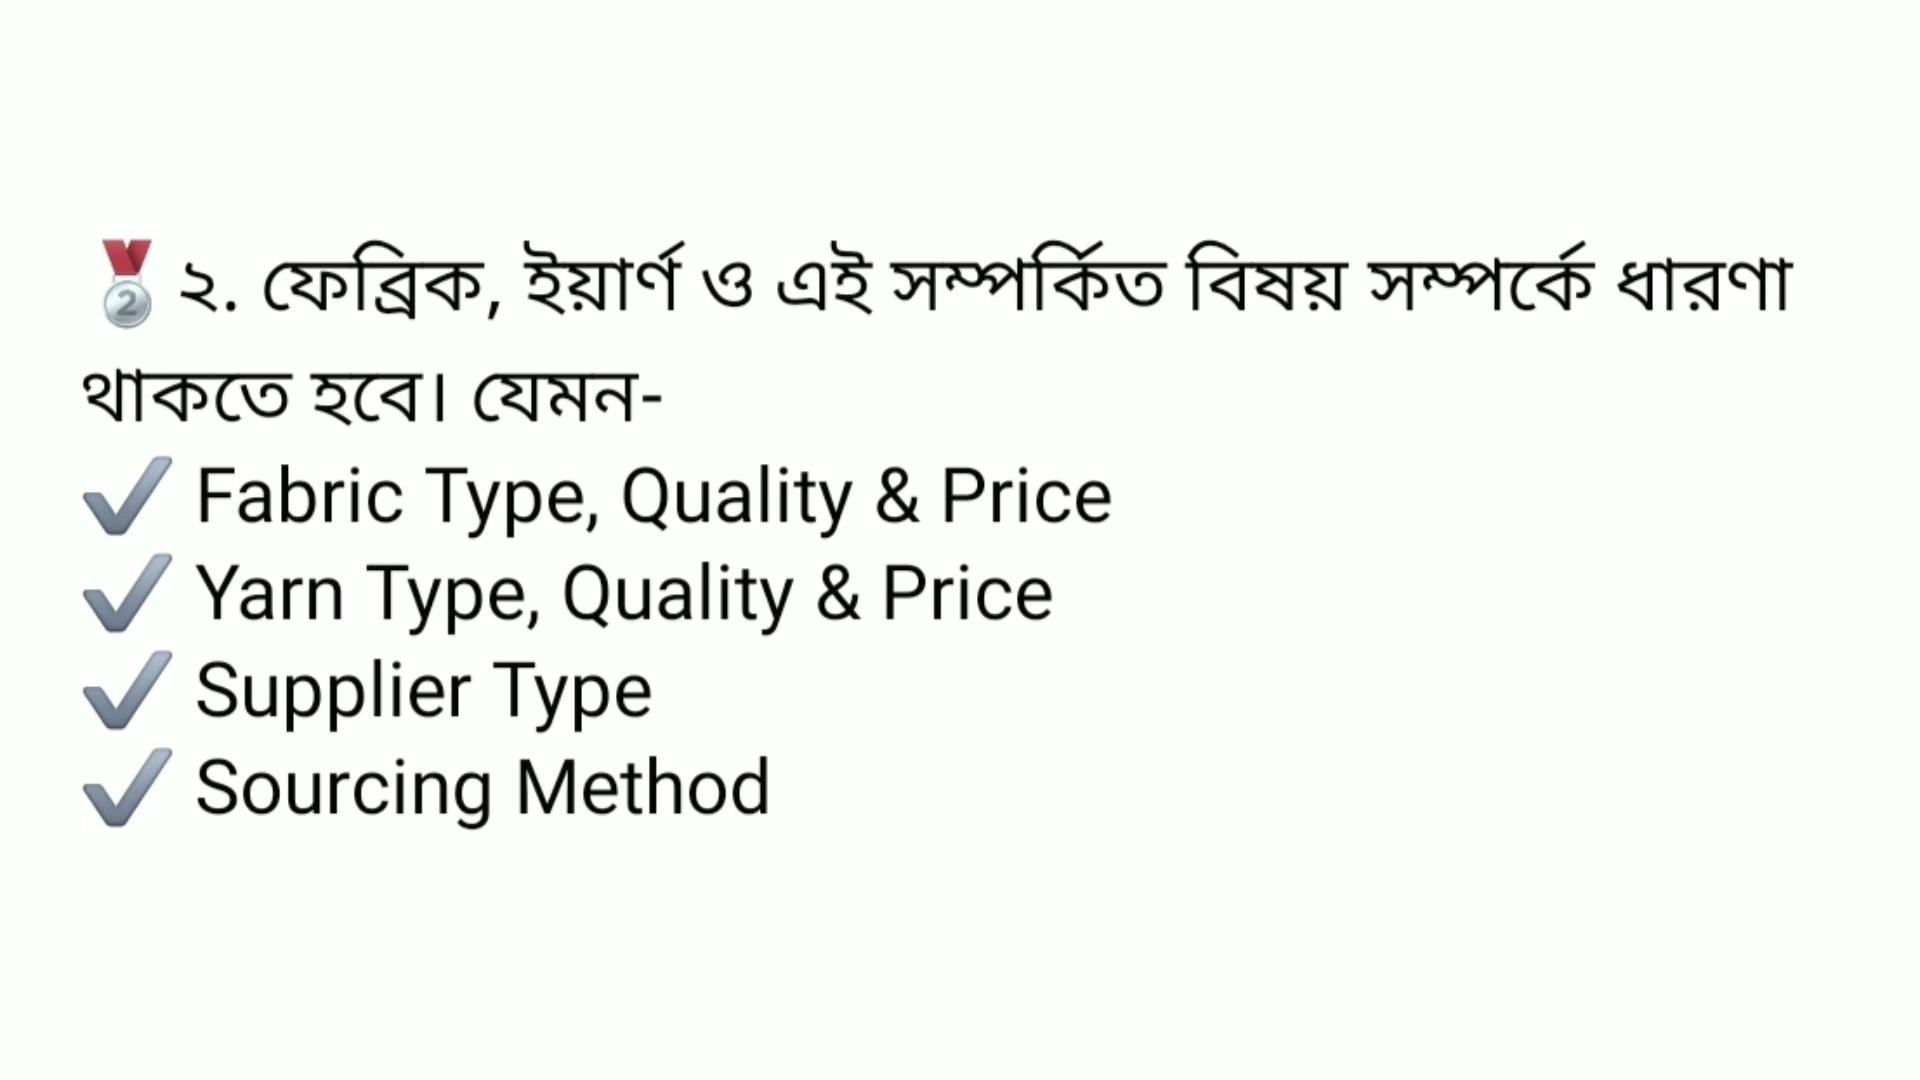 🥈২. ফেব্রিক, ইয়ার্ণ ও এই সম্পর্কিত বিষয় সম্পর্কে ধারণা
থাকতে হবে। যেমন-
✔ Fabric Type, Quality & Price
✔ Yarn Type, Quality & Price
✔ Supplier Type
✔ Sourcing Method